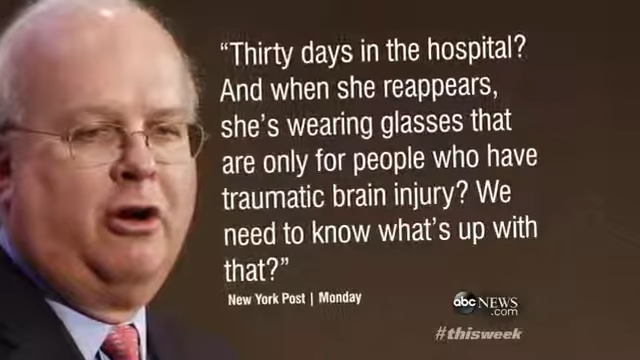 “Thirty days in the hospital?
And when she reappears,
she’s wearing glasses that
are only for people who have
traumatic brain injury? We
need to know what’s up with
that?”
New York Post | Monday
abc NEWS
.com
#thisweek